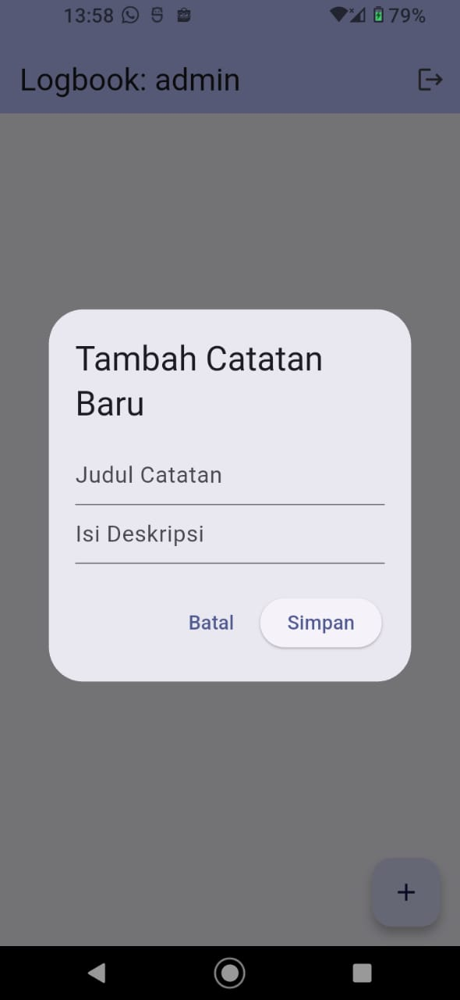 13:58 79%
Logbook: admin
Tambah Catatan
Baru
Judul Catatan
Isi Deskripsi
Batal Simpan
+